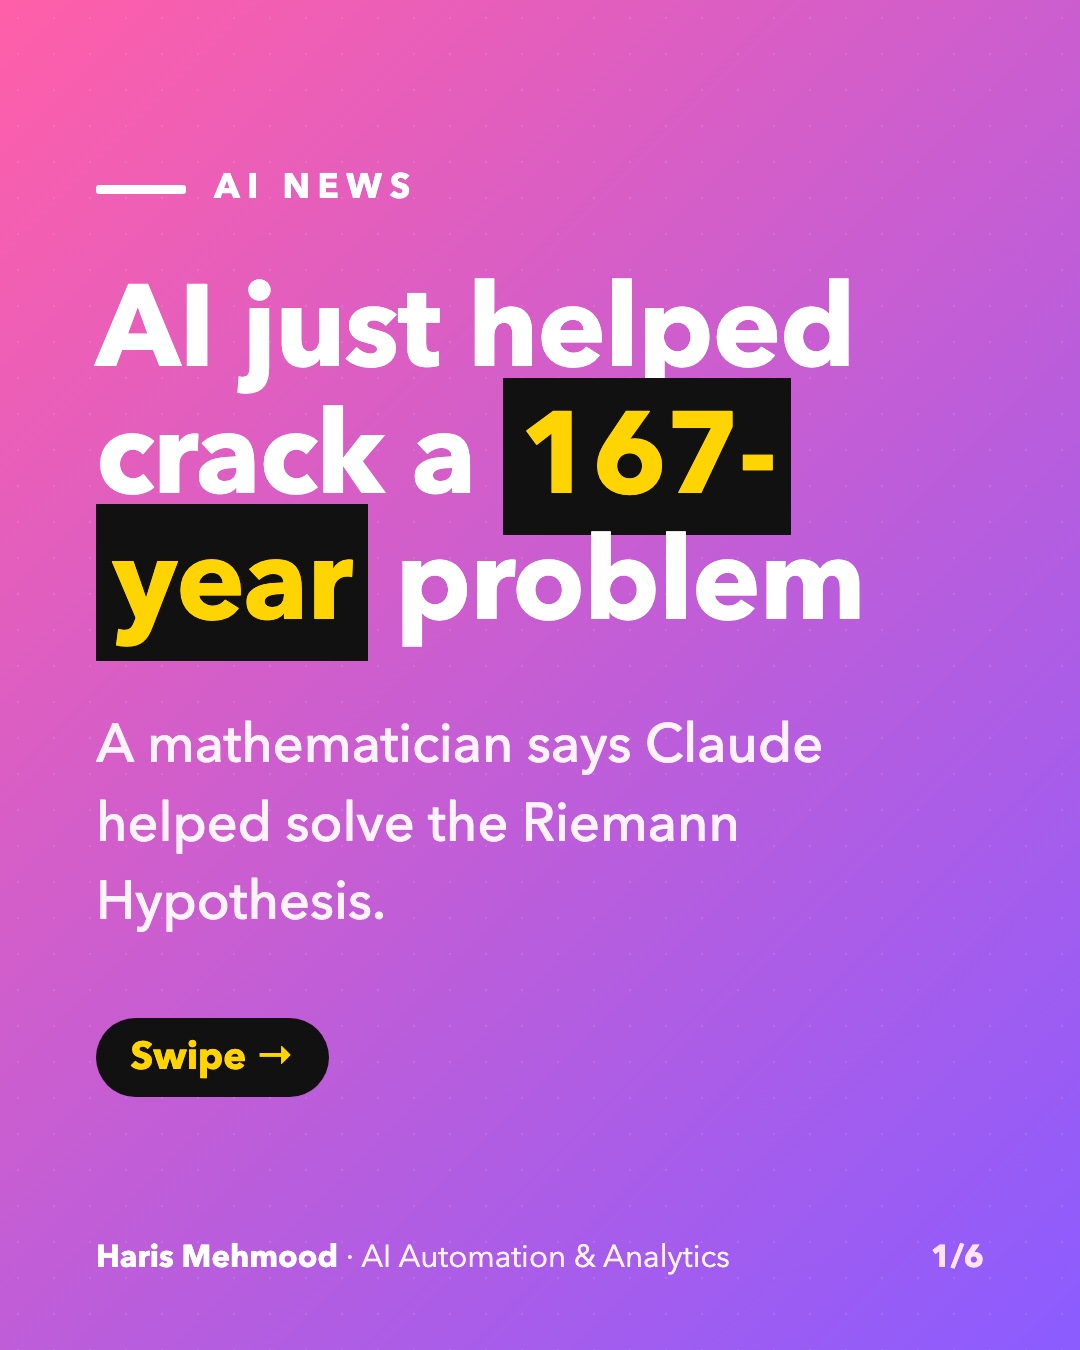 AI NEWS
AI just helped
crack a 167-
year problem
A mathematician says Claude
helped solve the Riemann
Hypothesis.
Swipe →
Haris Mehmood · AI Automation & Analytics
1/6